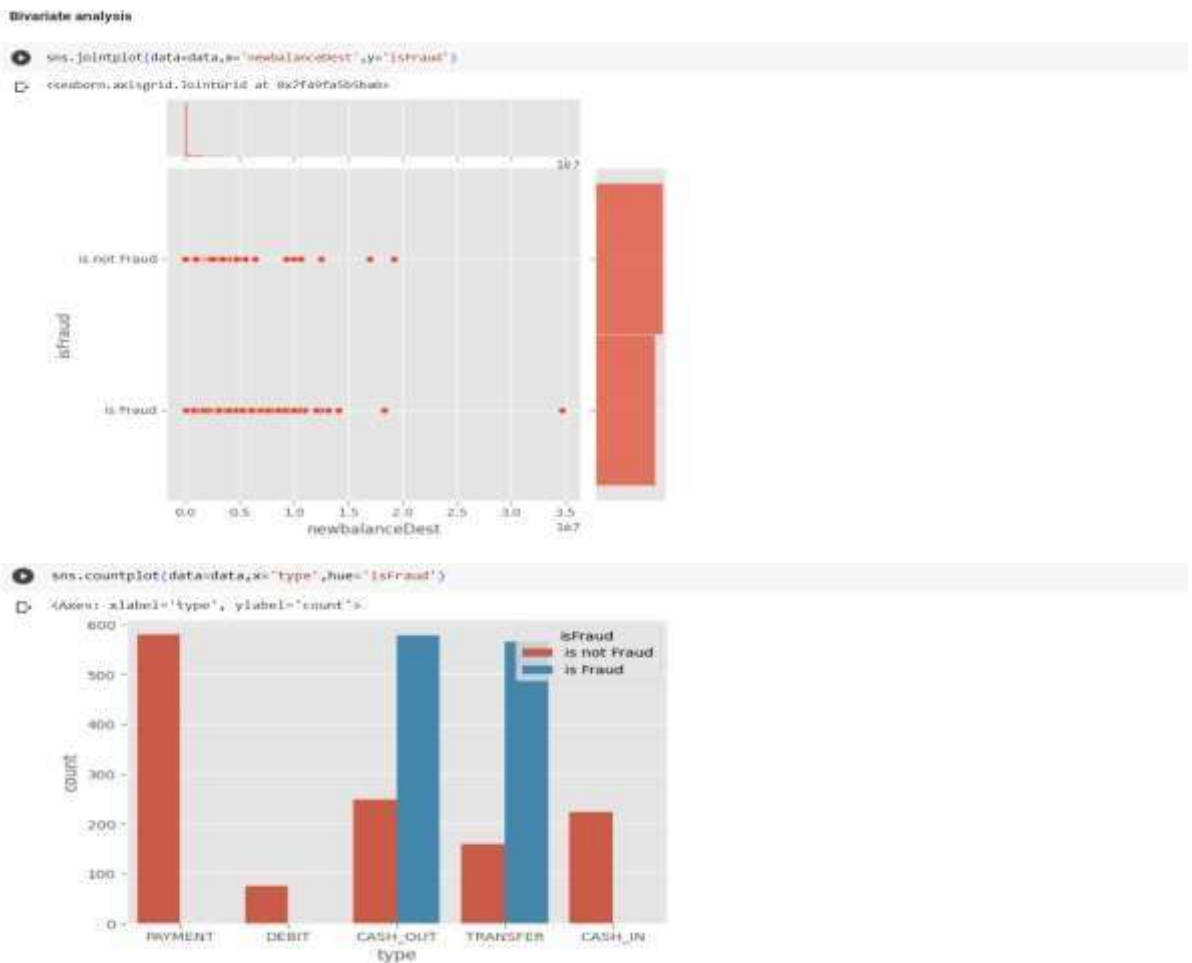 Bivariate analysis
sns.jointplot(data=data,x='newbalanceDest',y='isFraud')
<seaborn.axisgrid.JointGrid at
1e7
is not Fraud
isFraud
is Fraud
0.0 0.5 1.0 1.5 2.0 2.5 3.0 3.5
1e7
newbalanceDest
sns.countplot(data=data,x='type',hue='isFraud')
<Axes: xlabel='type', ylabel='count'>
600
500
400
300
200
100
0
count
isFraud
is not Fraud
is Fraud
PAYMENT DEBIT CASH_OUT TRANSFER CASH_IN
type